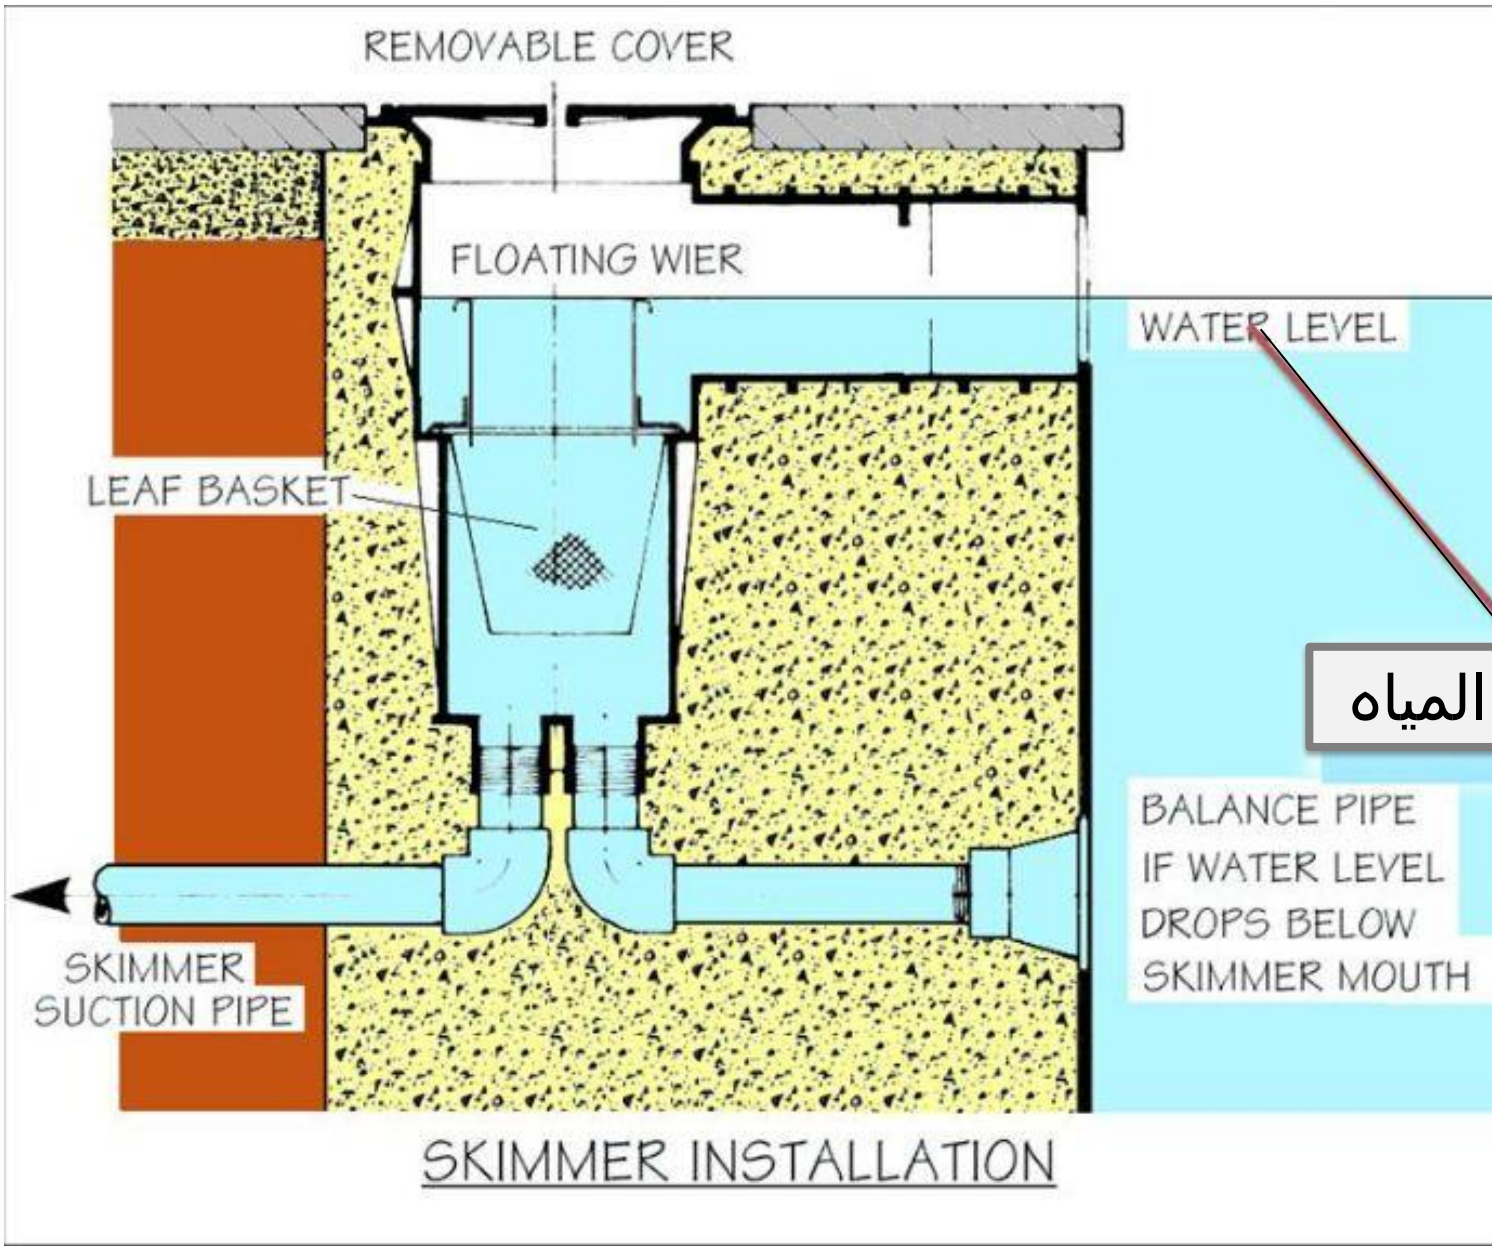 REMOVABLE COVER
FLOATING WIER
WATER LEVEL
LEAF BASKET
المياه
BALANCE PIPE
IF WATER LEVEL
DROPS BELOW
SKIMMER MOUTH
SKIMMER
SUCTION PIPE
SKIMMER INSTALLATION